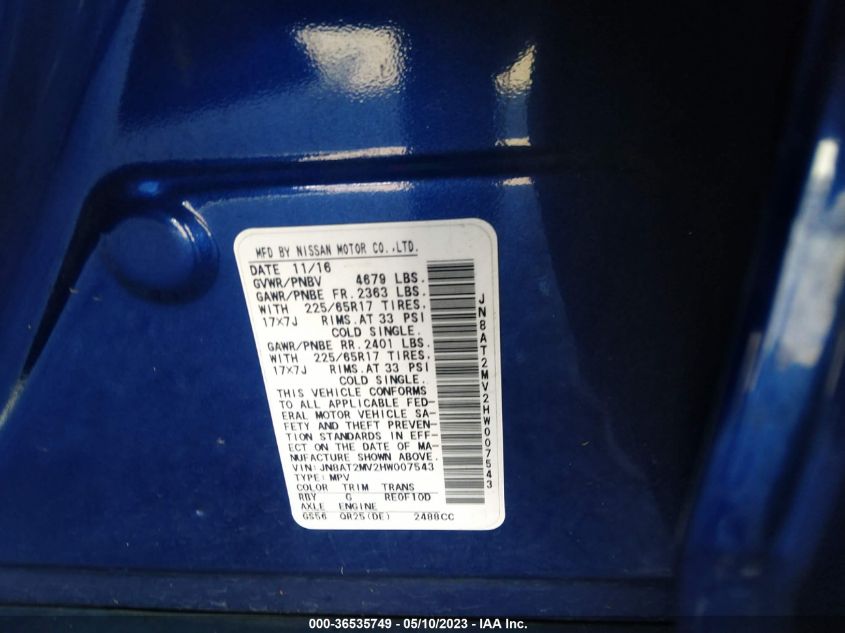 MFD BY NISSAN MOTOR CO.,LTD.
DATE 11/16
GVWR/PNBV 4679 LBS.
GAWR/PNBE FR. 2363 LBS.
WITH 225/65R17 TIRES.
17X7J RIMS. AT 33 PSI
COLD SINGLE.
GAWR/PNBE RR. 2401 LBS.
WITH 225/65R17 TIRES.
17X7J RIMS. AT 33 PSI
COLD SINGLE.
THIS VEHICLE CONFORMS
TO ALL APPLICABLE FED-
ERAL MOTOR VEHICLE SA-
FETY AND THEFT PREVEN-
TION STANDARDS IN EFF-
ECT ON THE DATE OF MA-
NUFACTURE SHOWN ABOVE.
VIN: JN8AT2MV2HW007543
TYPE: MPV
COLOR TRIM TRANS
RBY G RE0F10D
AXLE ENGINE
GS56 QR25(DE) 2488CC
JN8AT2MV2HW007543
000-36535749 — 05/10/2023 — IAA Inc.